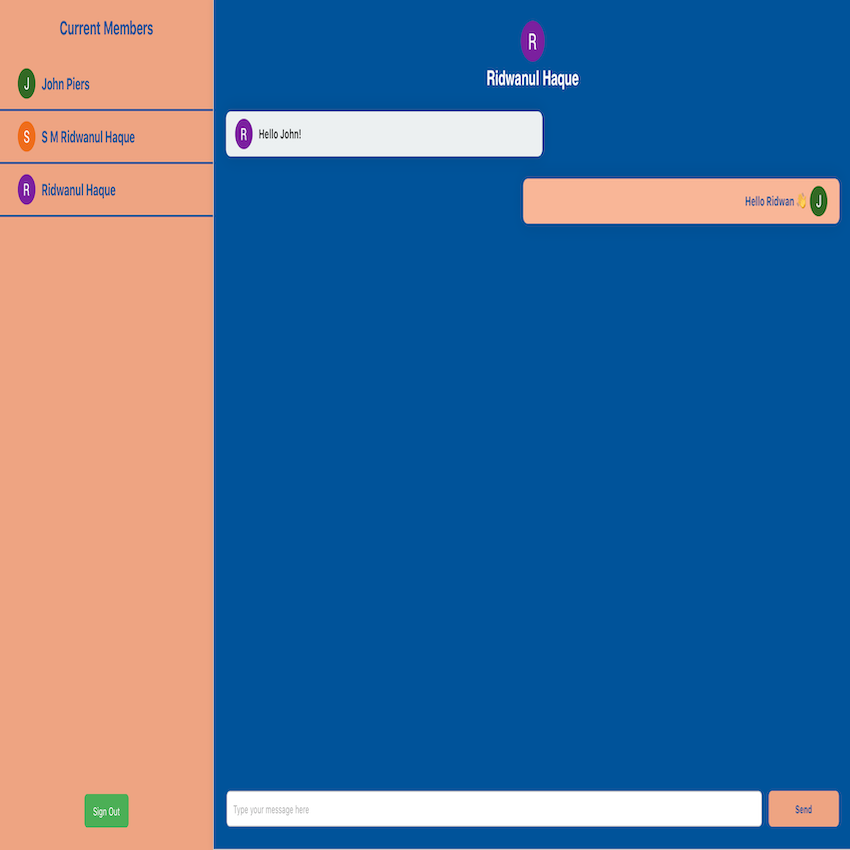 Current Members
J John Piers
S S M Ridwanul Haque
R Ridwanul Haque
Sign Out
R
Ridwanul Haque
R Hello John!
Hello Ridwan 👋 J
Type your message here
Send